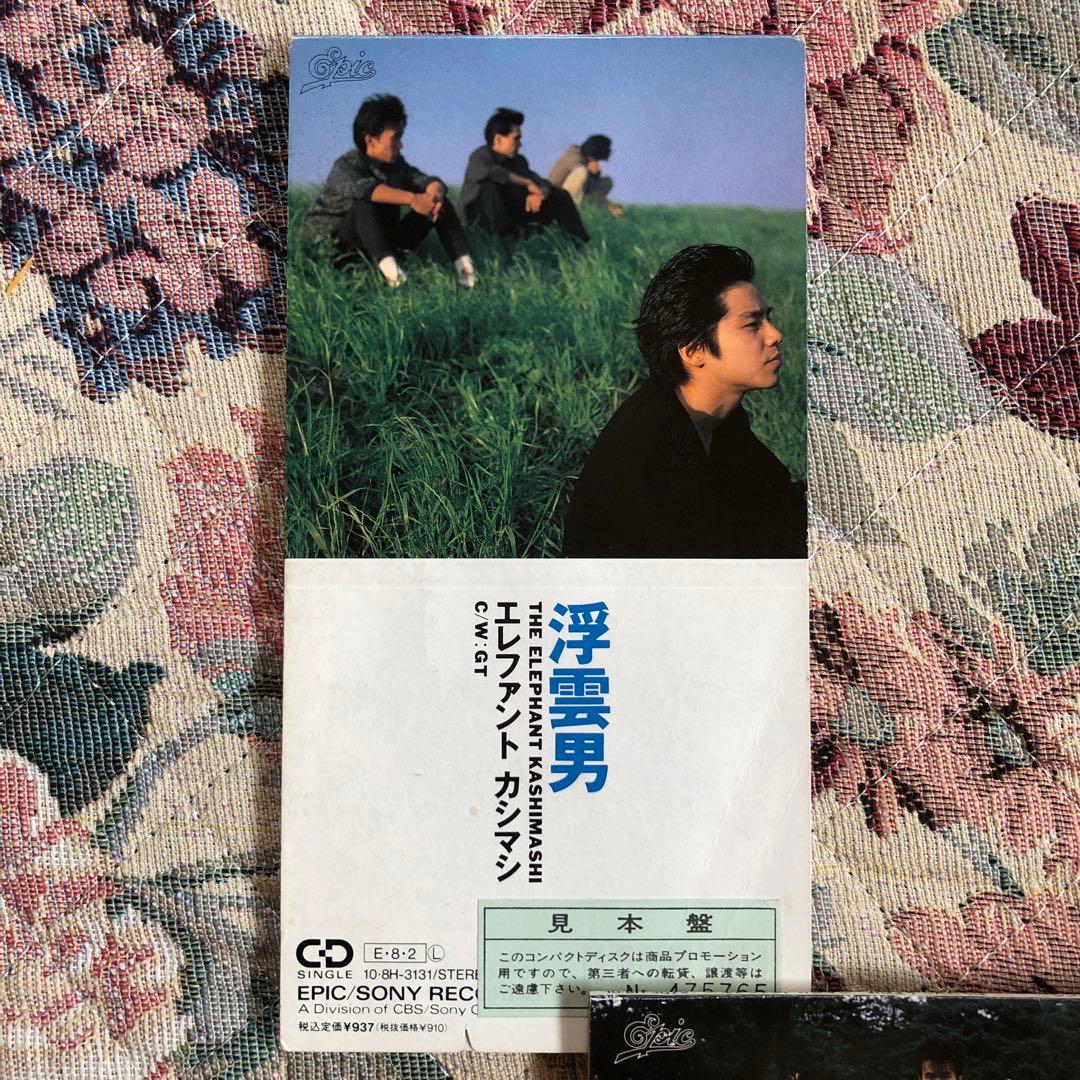 Epic
浮雲男
THE ELEPHANT KASHIMASHI
エレファント カシマシ
C/W:GT
見本盤
このコンパクトディスクは商品プロモーション
用ですので、第三者への転貸、譲渡等は
ご遠慮下さい。
CD E・8・2 L
SINGLE 10・8H-3131/STERE
EPIC/SONY RECO
A Division of CBS/Sony G
税込定価¥937(税抜価格¥910)
Epic